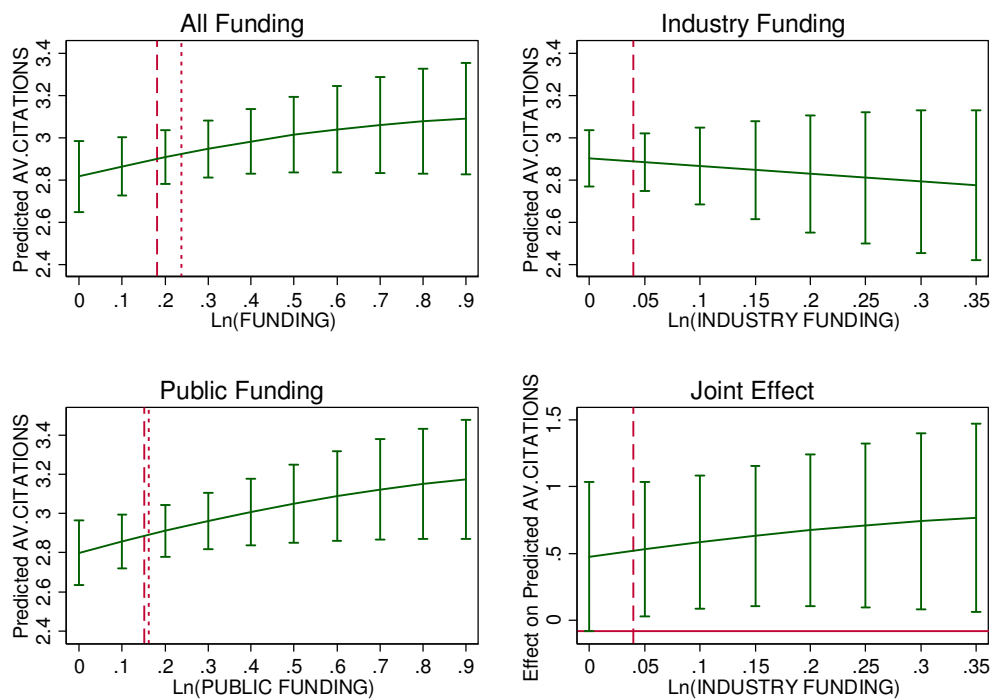 All Funding
Predicted AV.CITATIONS
2.4 2.6 2.8 3 3.2 3.4
0 .1 .2 .3 .4 .5 .6 .7 .8 .9
Ln(FUNDING)
Industry Funding
Predicted AV.CITATIONS
2.4 2.6 2.8 3 3.2 3.4
0 .05 .1 .15 .2 .25 .3 .35
Ln(INDUSTRY FUNDING)
Public Funding
Predicted AV.CITATIONS
2.4 2.6 2.8 3 3.2 3.4
0 .1 .2 .3 .4 .5 .6 .7 .8 .9
Ln(PUBLIC FUNDING)
Joint Effect
Effect on Predicted AV.CITATIONS
0 .5 1 1.5
0 .05 .1 .15 .2 .25 .3 .35
Ln(INDUSTRY FUNDING)